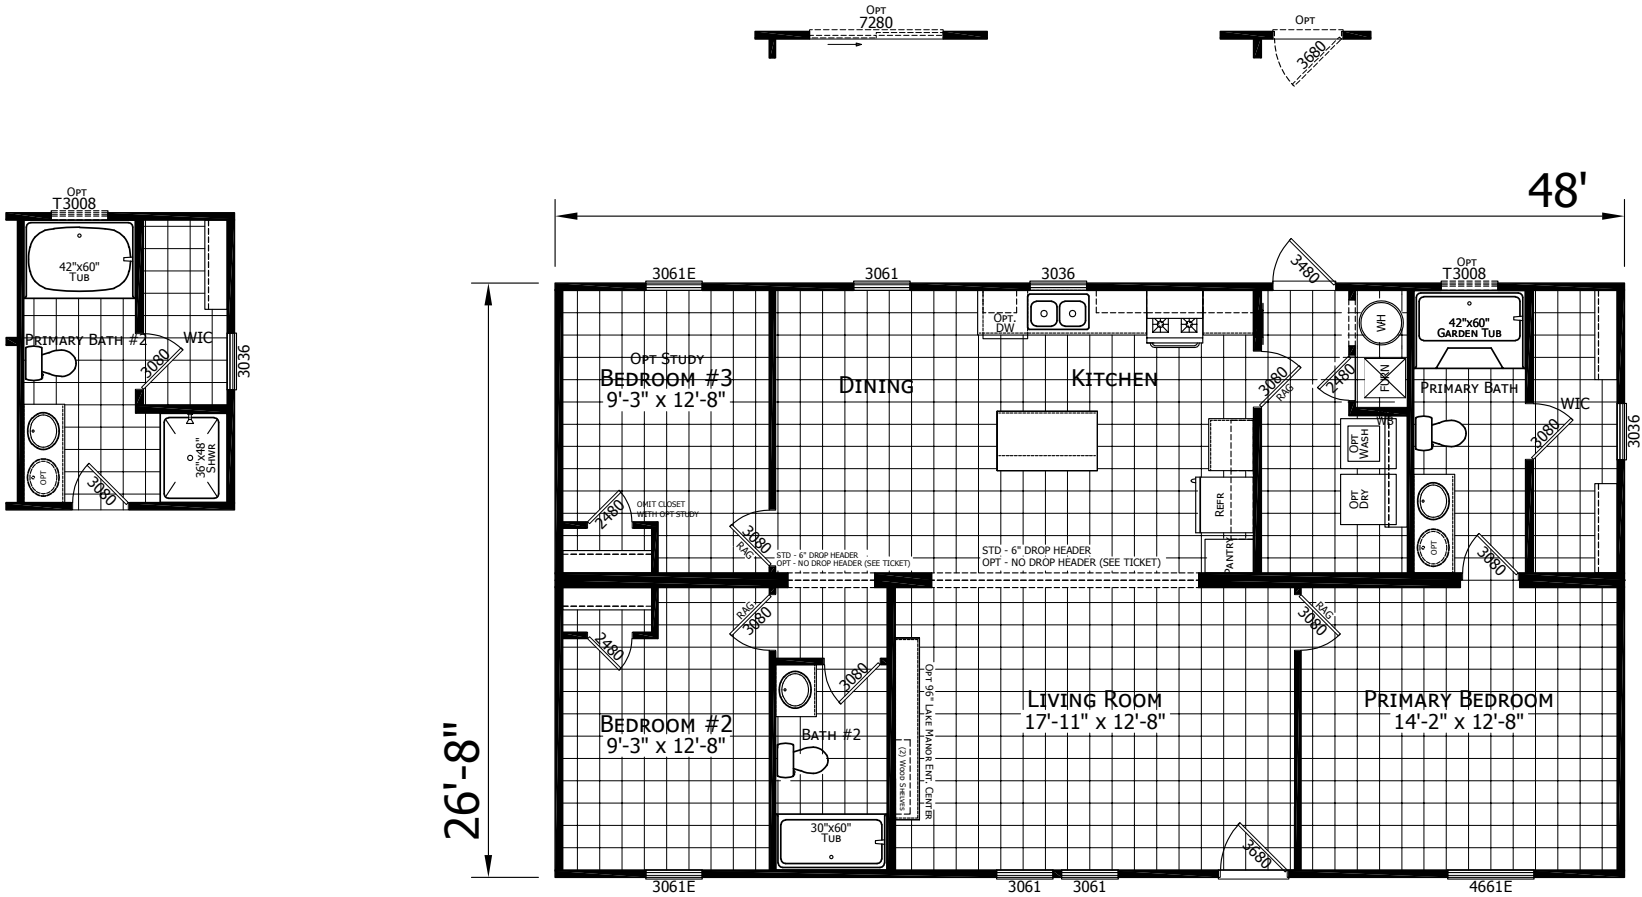 OPT
7280
OPT
3680
48'
OPT
T3008
42"x60"
TUB
PRIMARY BATH #2
WIC
3080
3036
36"x48"
SHWR
OPT
3080
26'-8"
3061E
3061
3036
3480
OPT
T3008
OPT.
DW
WH
42"x60"
GARDEN TUB
OPT STUDY
BEDROOM #3
9'-3" x 12'-8"
DINING
KITCHEN
3080
RAG
2480
FURN
PRIMARY BATH
WIC
3080
3036
WB
OPT
WASH
OPT
DRY
REFR
PANTRY
OPT
3080
2480
OMIT CLOSET
WITH OPT STUDY
3080
RAG
STD - 6" DROP HEADER
OPT - NO DROP HEADER (SEE TICKET)
STD - 6" DROP HEADER
OPT - NO DROP HEADER (SEE TICKET)
RAG
3080
2480
3080
RAG
3080
BEDROOM #2
9'-3" x 12'-8"
BATH #2
30"x60"
TUB
OPT 96" LAKE MANOR ENT. CENTER
(2) WOOD SHELVES
LIVING ROOM
17'-11" x 12'-8"
PRIMARY BEDROOM
14'-2" x 12'-8"
3680
3061E
3061
3061
4661E